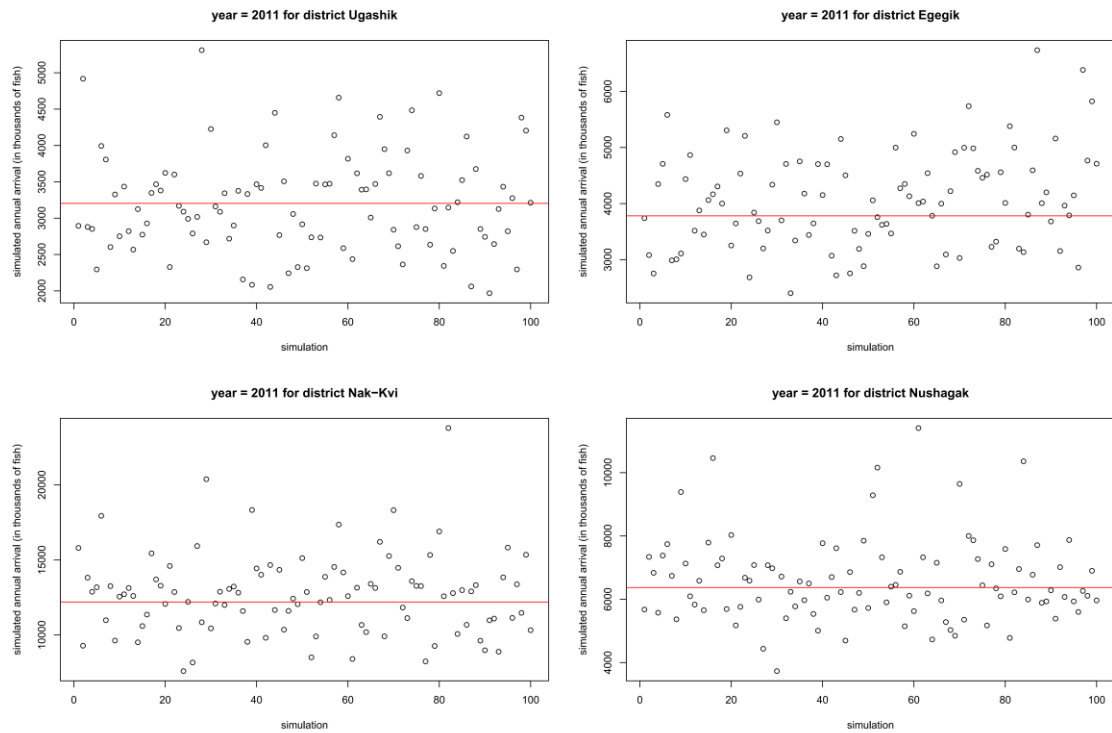 year = 2011 for district Ugashik
simulated annual arrival (in thousands of fish)
5000
4500
4000
3500
3000
2500
2000
0 20 40 60 80 100
simulation
year = 2011 for district Egegik
simulated annual arrival (in thousands of fish)
6000
5000
4000
3000
0 20 40 60 80 100
simulation
year = 2011 for district Nak−Kvi
simulated annual arrival (in thousands of fish)
20000
15000
10000
0 20 40 60 80 100
simulation
year = 2011 for district Nushagak
simulated annual arrival (in thousands of fish)
10000
8000
6000
4000
0 20 40 60 80 100
simulation